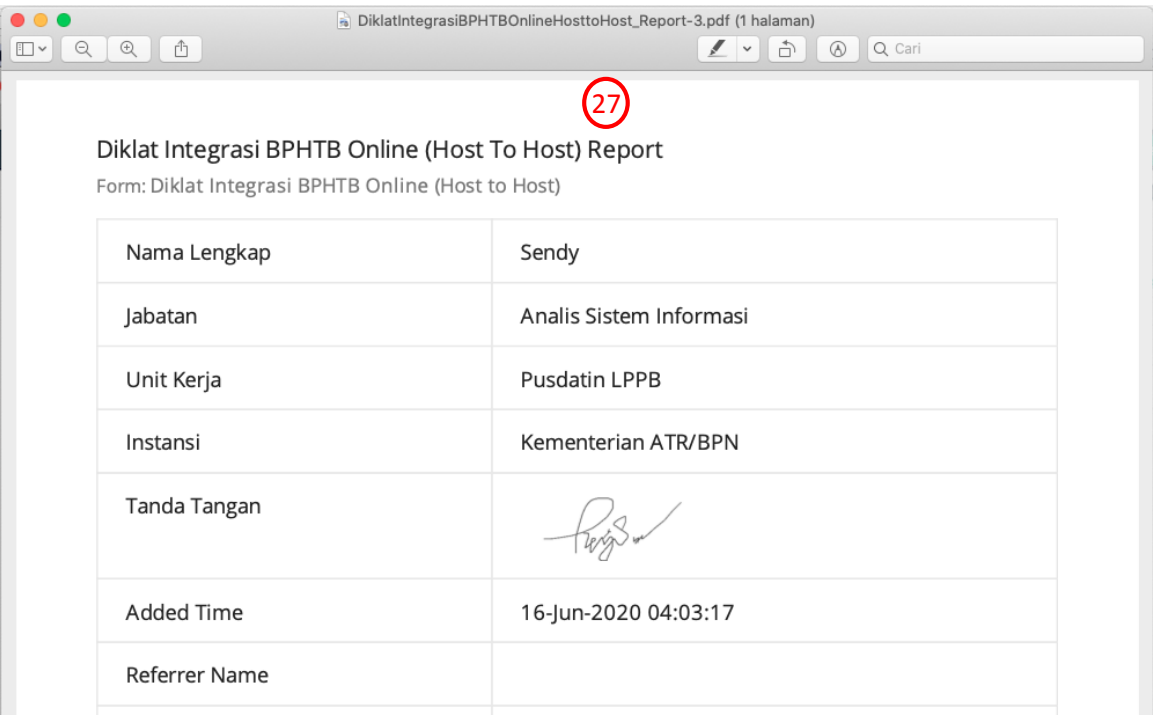 DiklatIntegrasiBPHTBOnlineHosttoHost_Report-3.pdf (1 halaman)
Cari
27
Diklat Integrasi BPHTB Online (Host To Host) Report
Form: Diklat Integrasi BPHTB Online (Host to Host)
Nama Lengkap Sendy
Jabatan Analis Sistem Informasi
Unit Kerja Pusdatin LPPB
Instansi Kementerian ATR/BPN
Tanda Tangan
Added Time 16-Jun-2020 04:03:17
Referrer Name